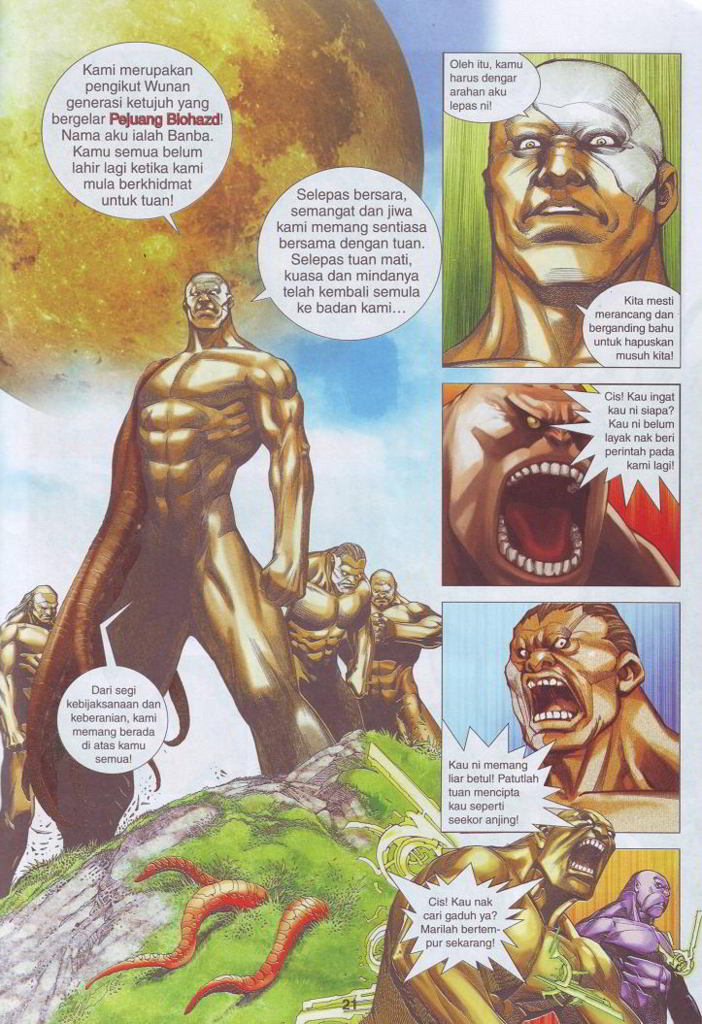 Kami merupakan
pengikut Wunan
generasi ketujuh yang
bergelar Pejuang Biohazd!
Nama aku ialah Banba.
Kamu semua belum
lahir lagi ketika kami
mula berkhidmat
untuk tuan!
Selepas bersara,
semangat dan jiwa
kami memang sentiasa
bersama dengan tuan.
Selepas tuan mati,
kuasa dan mindanya
telah kembali semula
ke badan kami...
Dari segi
kebijaksanaan dan
keberanian, kami
memang berada
di atas kamu
semua!
Oleh itu, kamu
harus dengar
arahan aku
lepas ni!
Kita mesti
merancang dan
berganding bahu
untuk hapuskan
musuh kita!
Cis! Kau ingat
kau ni siapa?
Kau ni belum
layak nak beri
perintah pada
kami lagi!
Kau ni memang
liar betul! Patutlah
tuan mencipta
kau seperti
seekor anjing!
Cis! Kau nak
cari gaduh ya?
Marilah bertem-
pur sekarang!
21